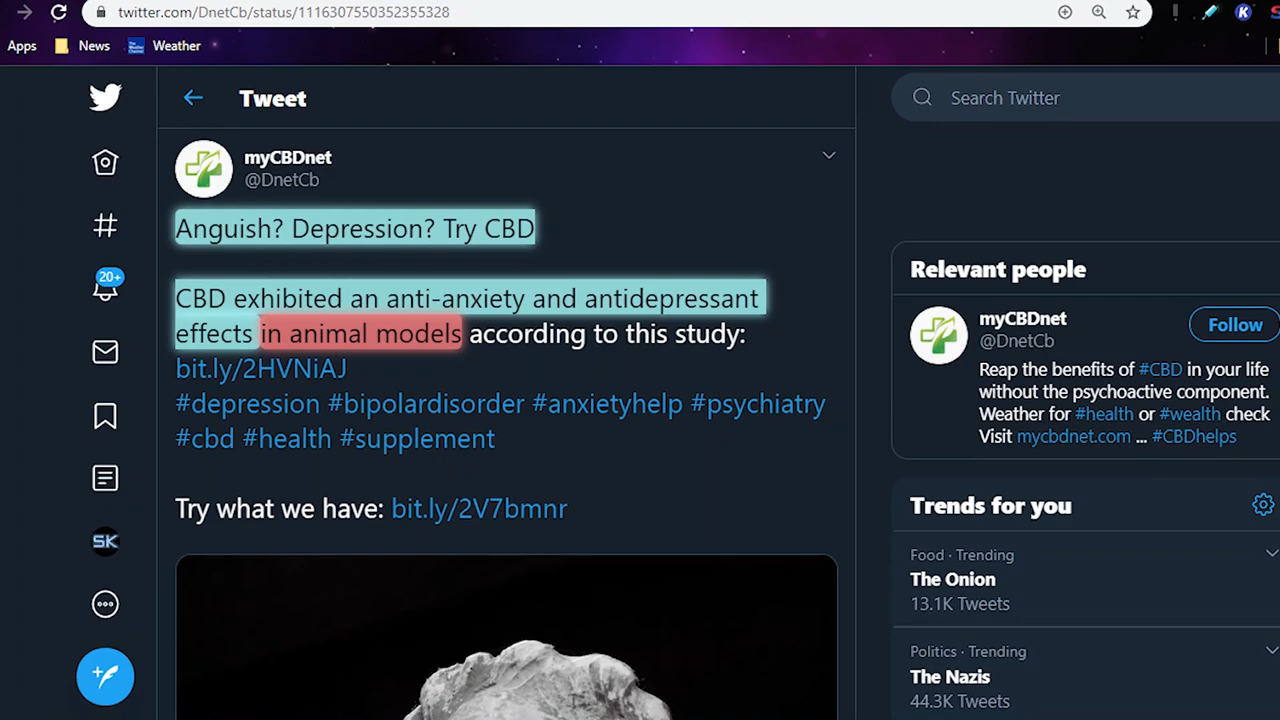 twitter.com/DnetCb/status/1116307550352355328
Apps News Weather
Tweet
Search Twitter
myCBDnet
@DnetCb
Anguish? Depression? Try CBD
CBD exhibited an anti-anxiety and antidepressant
effects in animal models according to this study:
bit.ly/2HVNiAJ
#depression #bipolardisorder #anxietyhelp #psychiatry
#cbd #health #supplement
Try what we have: bit.ly/2V7bmnr
20+
SK
Relevant people
myCBDnet
@DnetCb
Follow
Reap the benefits of #CBD in your life
without the psychoactive component.
Weather for #health or #wealth check
Visit mycbdnet.com ... #CBDhelps
Trends for you
Food · Trending
The Onion
13.1K Tweets
Politics · Trending
The Nazis
44.3K Tweets